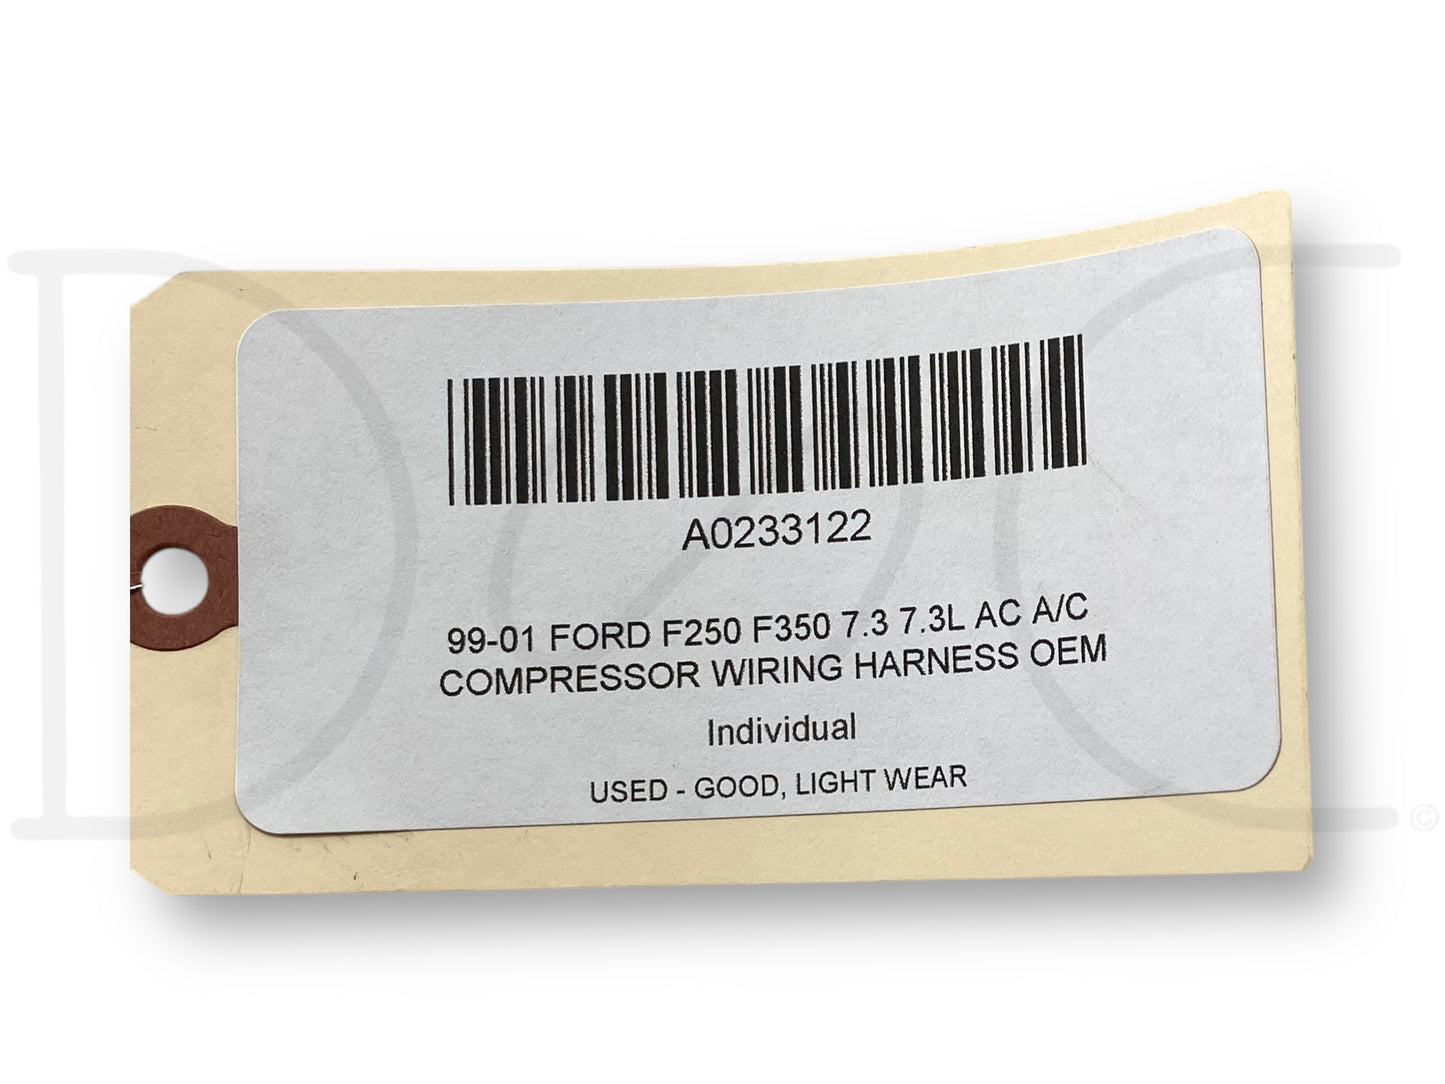 A0233122
99-01 FORD F250 F350 7.3 7.3L AC A/C
COMPRESSOR WIRING HARNESS OEM
Individual
USED - GOOD, LIGHT WEAR
DPC
©